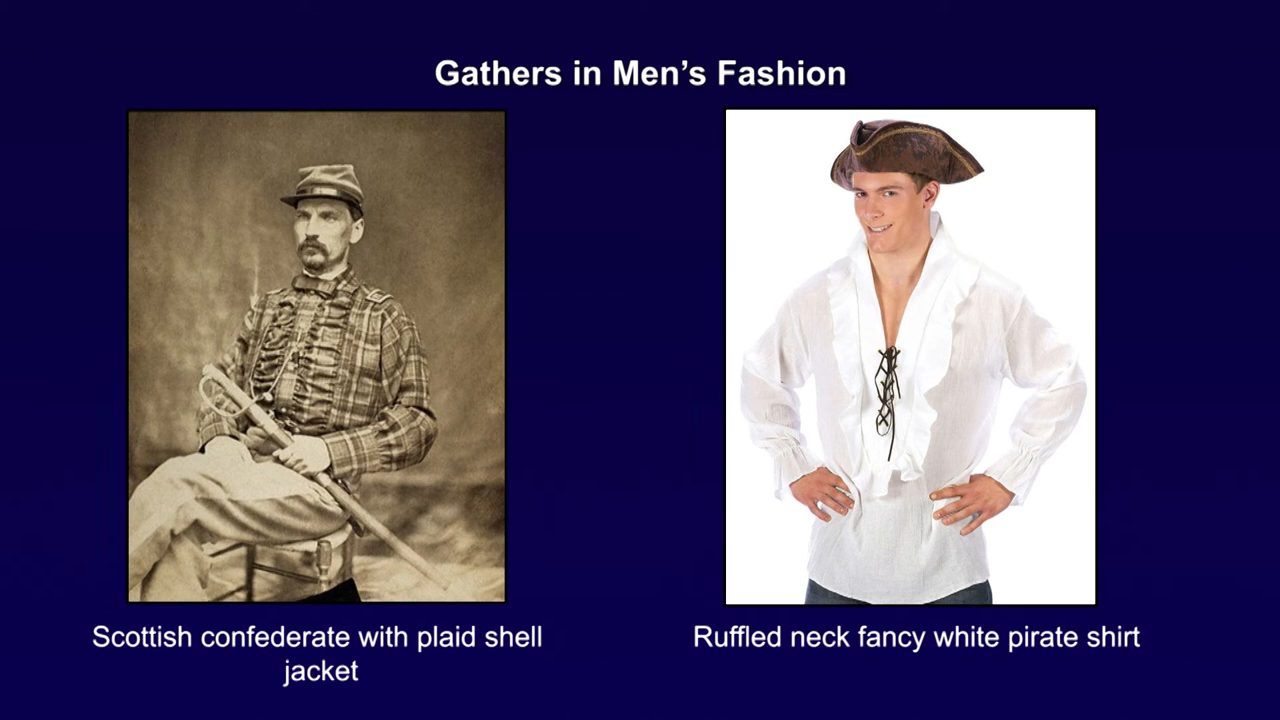 Gathers in Men’s Fashion
Scottish confederate with plaid shell
jacket
Ruffled neck fancy white pirate shirt